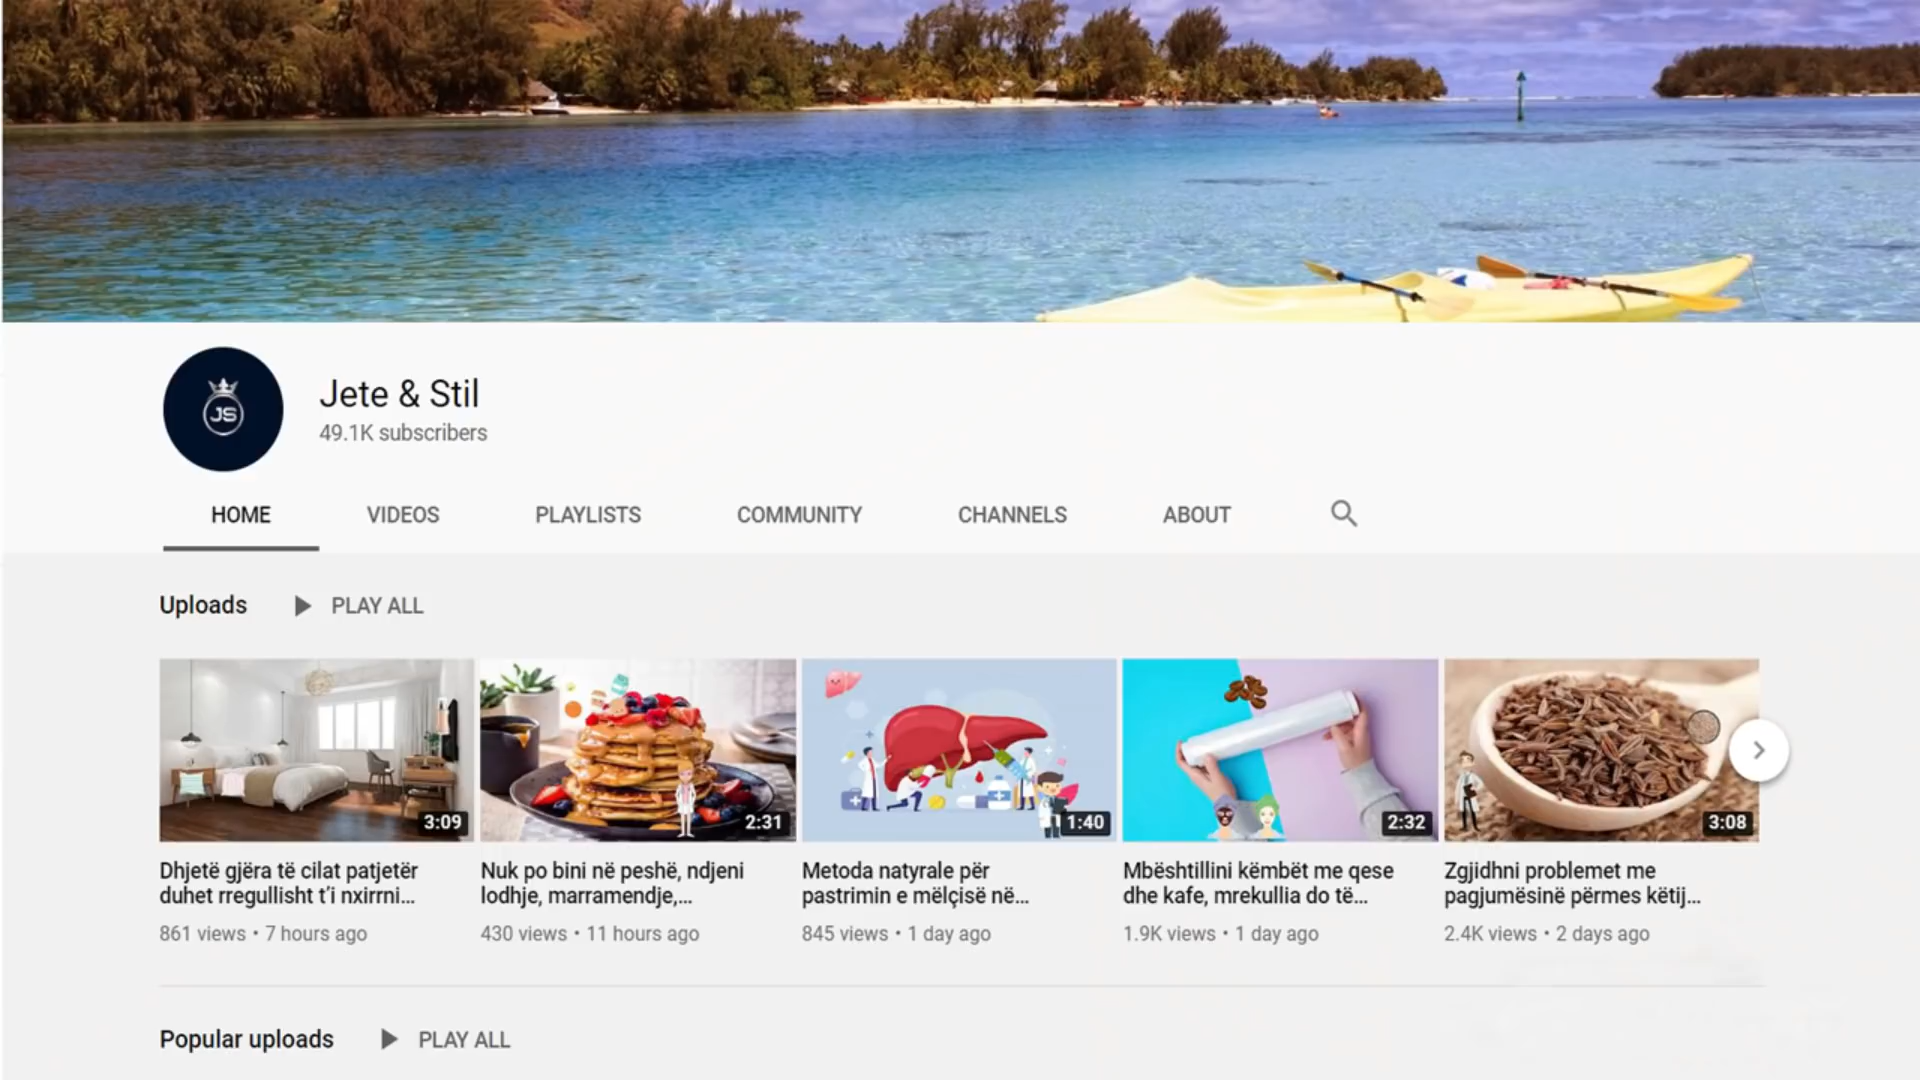 JS
Jete & Stil
49.1K subscribers
HOME VIDEOS PLAYLISTS COMMUNITY CHANNELS ABOUT
Uploads PLAY ALL
3:09 2:31 1:40 2:32 3:08
Dhjetë gjëra të cilat patjetër
duhet rregullisht t’i nxirrni...
861 views • 7 hours ago
Nuk po bini në peshë, ndjeni
lodhje, marramendje,...
430 views • 11 hours ago
Metoda natyrale për
pastrimin e mëlçisë në...
845 views • 1 day ago
Mbështillini këmbët me qese
dhe kafe, mrekullia do të...
1.9K views • 1 day ago
Zgjidhni problemet me
pagjumësinë përmes këtij...
2.4K views • 2 days ago
Popular uploads PLAY ALL